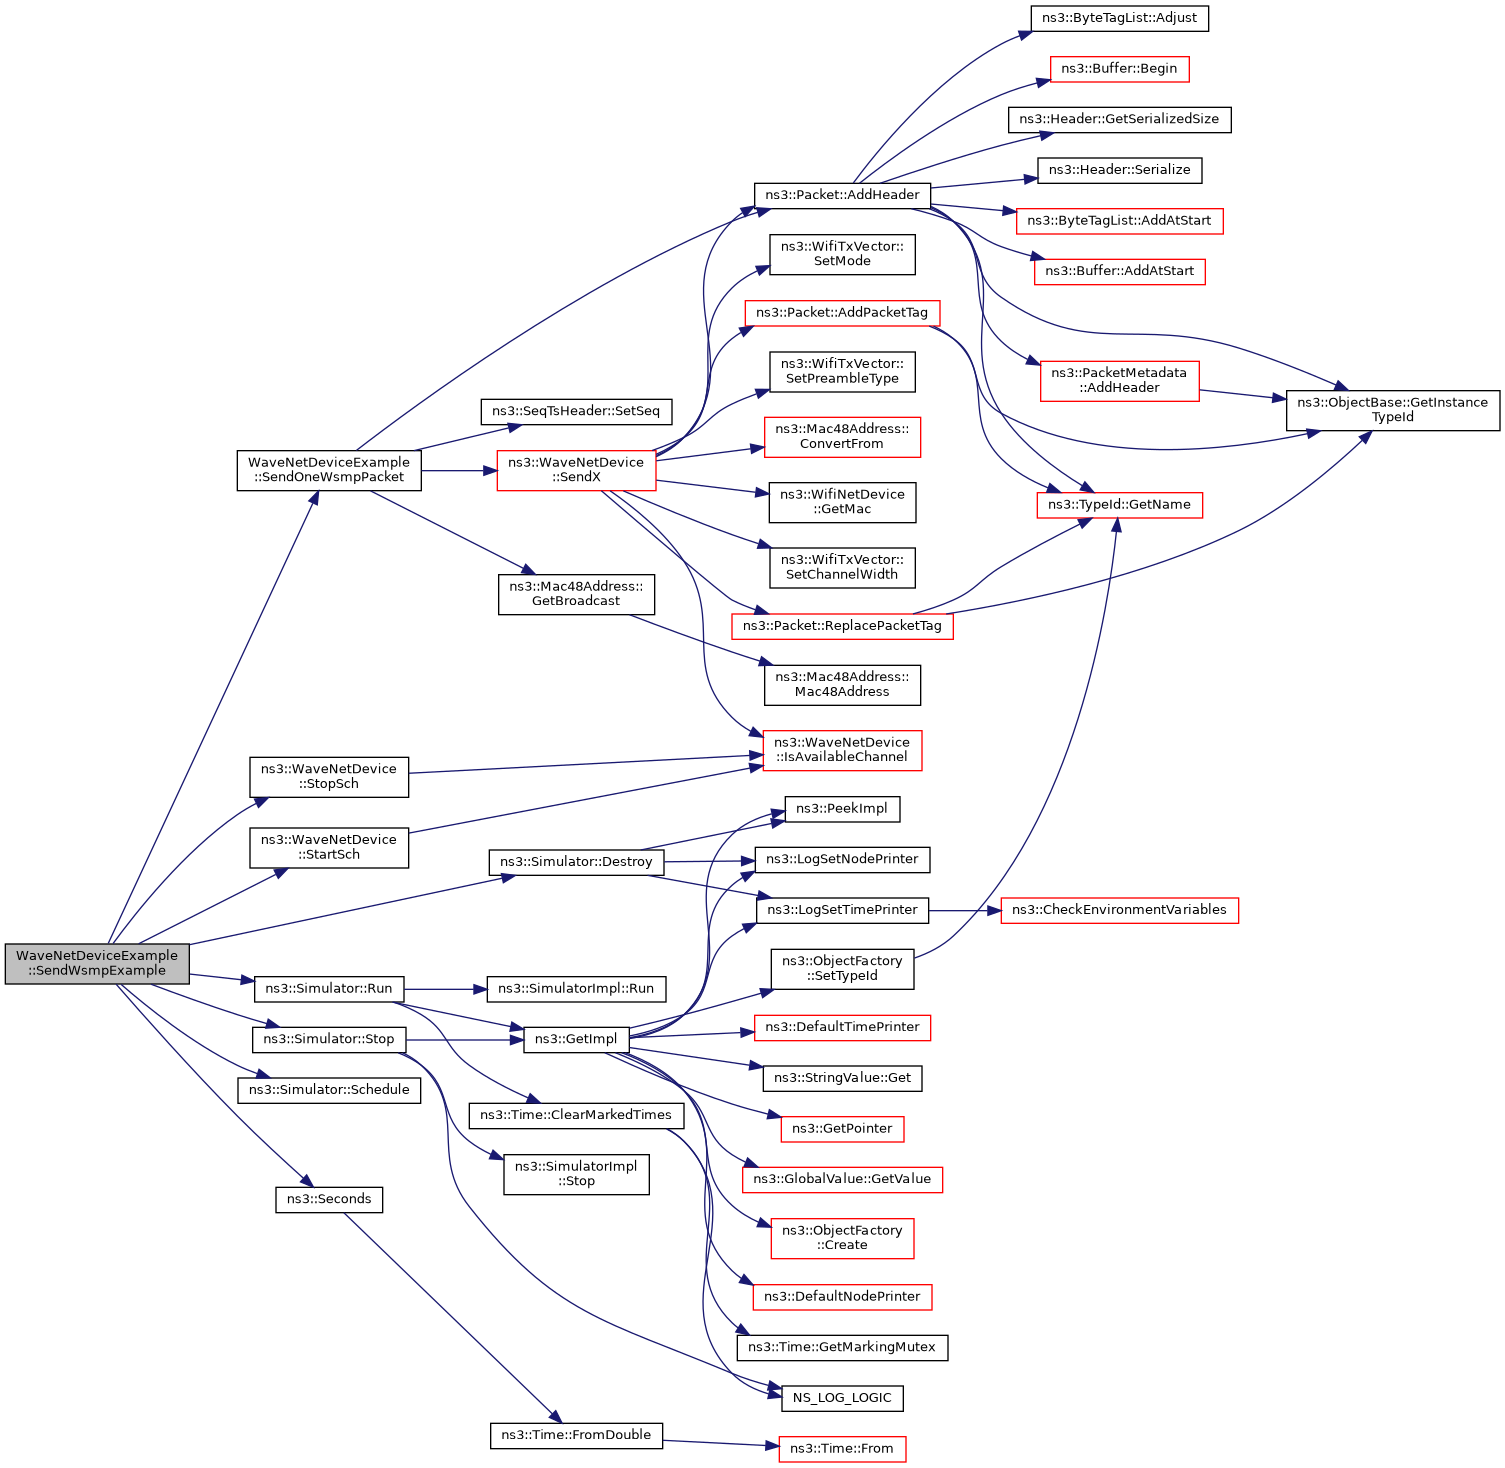 ns3::ByteTagList::Adjust
ns3::Buffer::Begin
ns3::Header::GetSerializedSize
ns3::Header::Serialize
ns3::Packet::AddHeader
ns3::ByteTagList::AddAtStart
ns3::WifiTxVector::
SetMode
ns3::Buffer::AddAtStart
ns3::Packet::AddPacketTag
ns3::WifiTxVector::
SetPreambleType
ns3::PacketMetadata
::AddHeader
ns3::ObjectBase::GetInstance
TypeId
ns3::SeqTsHeader::SetSeq
ns3::Mac48Address::
ConvertFrom
WaveNetDeviceExample
::SendOneWsmpPacket
ns3::WaveNetDevice
::SendX
ns3::WifiNetDevice
::GetMac
ns3::TypeId::GetName
ns3::WifiTxVector::
SetChannelWidth
ns3::Mac48Address::
GetBroadcast
ns3::Packet::ReplacePacketTag
ns3::Mac48Address::
Mac48Address
ns3::WaveNetDevice
::IsAvailableChannel
ns3::WaveNetDevice
::StopSch
ns3::PeekImpl
ns3::WaveNetDevice
::StartSch
ns3::Simulator::Destroy
ns3::LogSetNodePrinter
ns3::LogSetTimePrinter
ns3::CheckEnvironmentVariables
WaveNetDeviceExample
::SendWsmpExample
ns3::ObjectFactory
::SetTypeId
ns3::Simulator::Run
ns3::SimulatorImpl::Run
ns3::DefaultTimePrinter
ns3::Simulator::Stop
ns3::GetImpl
ns3::StringValue::Get
ns3::Simulator::Schedule
ns3::Time::ClearMarkedTimes
ns3::GetPointer
ns3::SimulatorImpl
::Stop
ns3::GlobalValue::GetValue
ns3::Seconds
ns3::ObjectFactory
::Create
ns3::DefaultNodePrinter
ns3::Time::GetMarkingMutex
NS_LOG_LOGIC
ns3::Time::FromDouble
ns3::Time::From